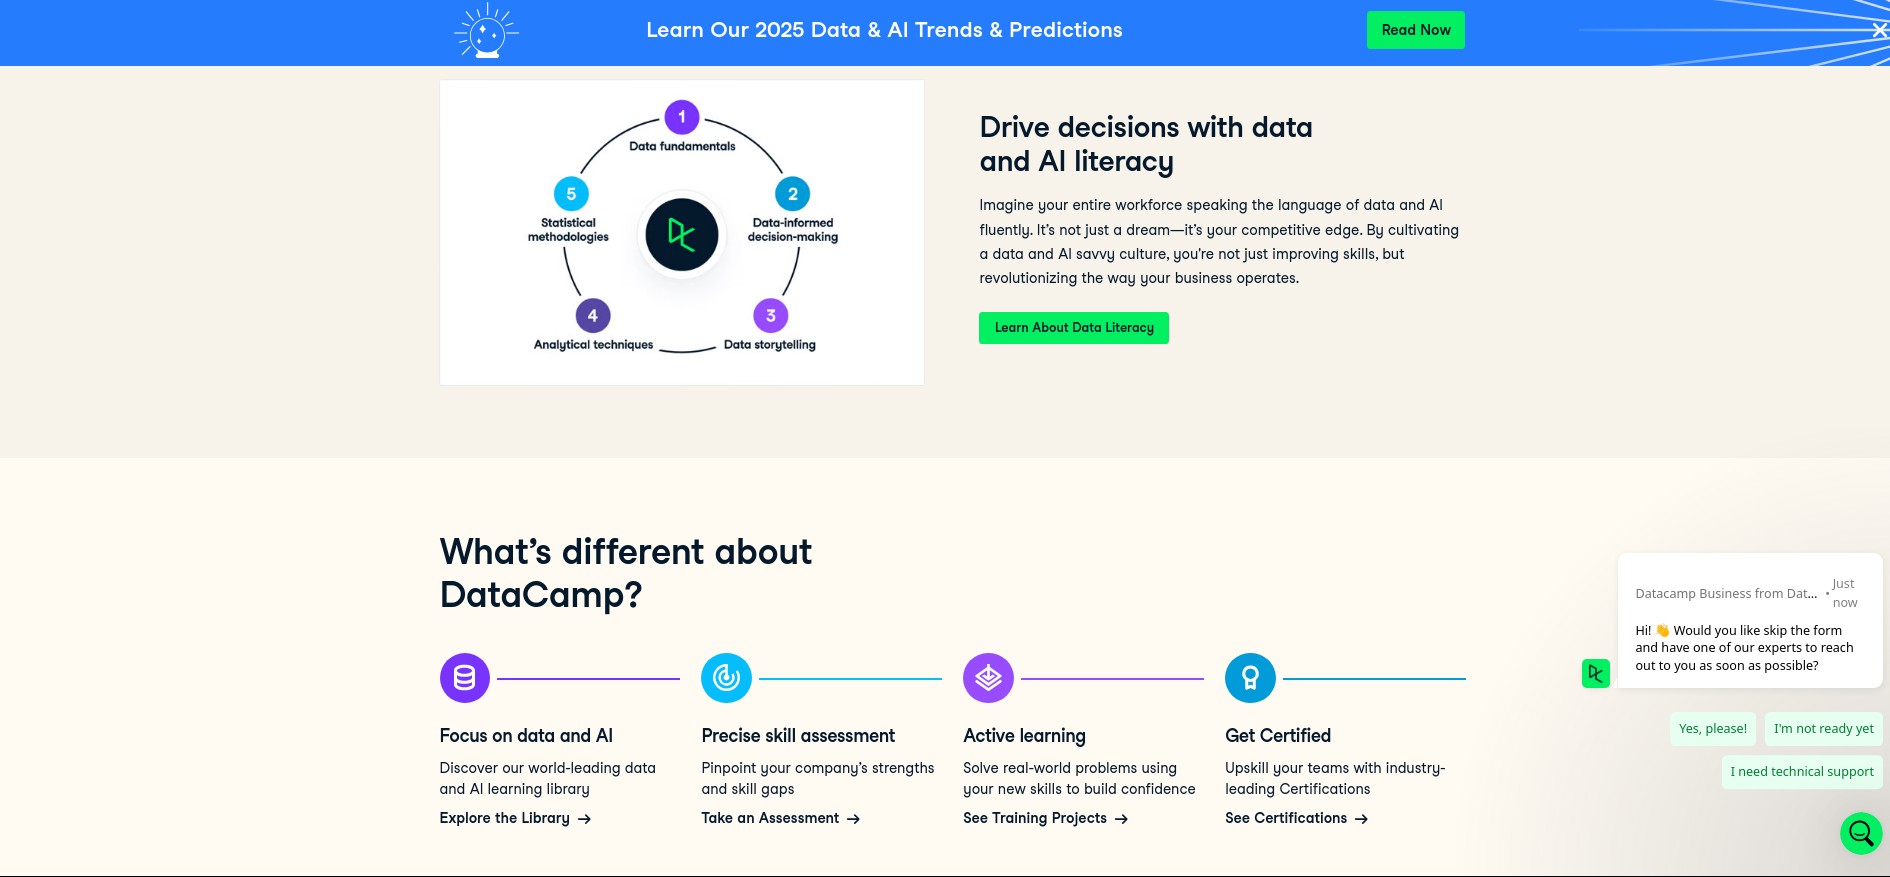 Learn Our 2025 Data & AI Trends & Predictions
Read Now
1
Data fundamentals
2
Data-informed
decision-making
3
Data storytelling
4
Analytical techniques
5
Statistical
methodologies
Drive decisions with data
and AI literacy
Imagine your entire workforce speaking the language of data and AI
fluently. It’s not just a dream—it’s your competitive edge. By cultivating
a data and AI savvy culture, you're not just improving skills, but
revolutionizing the way your business operates.
Learn About Data Literacy
What’s different about
DataCamp?
Focus on data and AI
Discover our world-leading data
and AI learning library
Explore the Library →
Precise skill assessment
Pinpoint your company’s strengths
and skill gaps
Take an Assessment →
Active learning
Solve real-world problems using
your new skills to build confidence
See Training Projects →
Get Certified
Upskill your teams with industry-
leading Certifications
See Certifications →
Datacamp Business from Dat... • Just
now
Hi! 👋 Would you like skip the form
and have one of our experts to reach
out to you as soon as possible?
Yes, please!
I'm not ready yet
I need technical support